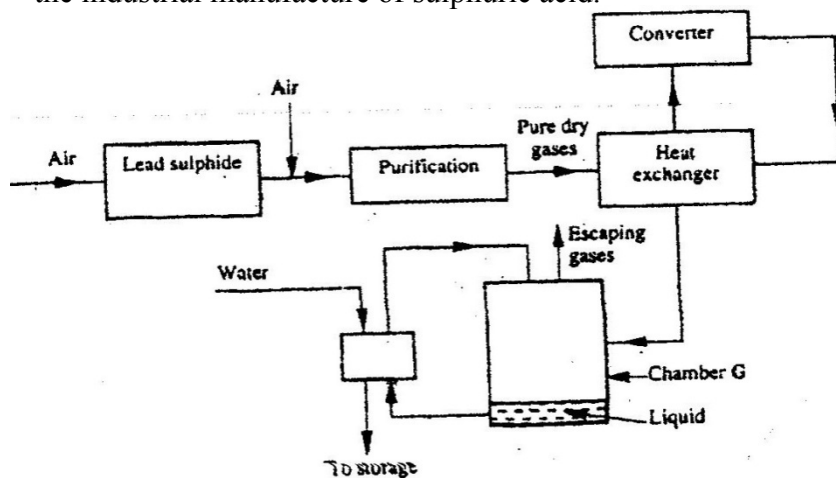 the industrial manufacture of sulphuric acid.
Converter
Air
Pure dry
gases
Air
Lead sulphide
Purification
Heat
exchanger
Escaping
gases
Water
Chamber G
Liquid
To storage